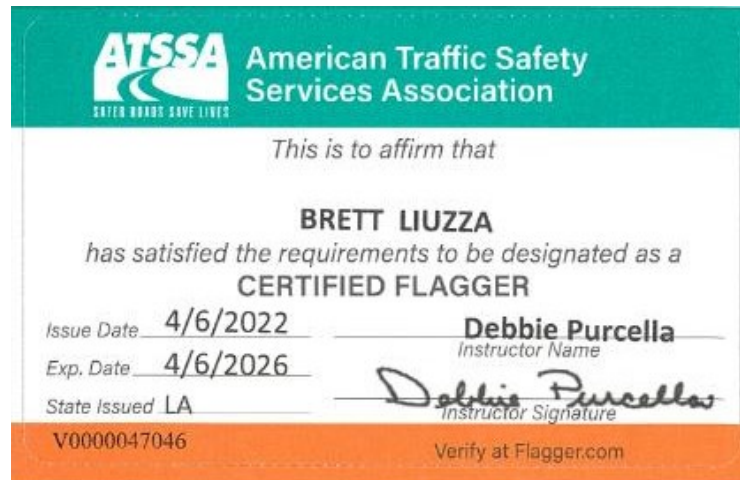 ATSSA
SAFER ROADS SAVE LIVES
American Traffic Safety
Services Association
This is to affirm that
BRETT LIUZZA
has satisfied the requirements to be designated as a
CERTIFIED FLAGGER
Issue Date 4/6/2022
Debbie Purcella
Instructor Name
Exp. Date 4/6/2026
Debbie Purcella
Instructor Signature
State Issued LA
V0000047046
Verify at Flagger.com